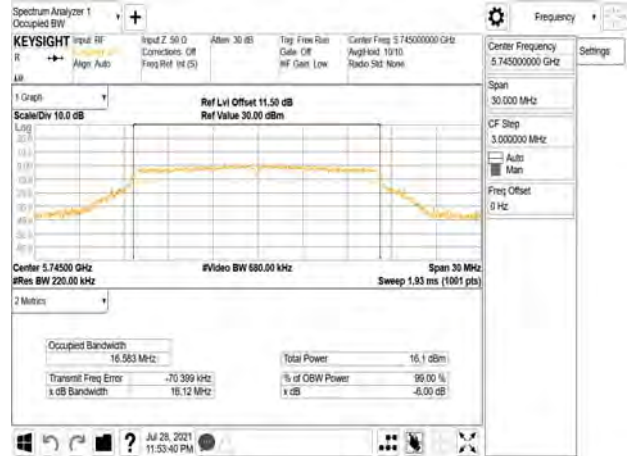 Spectrum Analyzer 1
Occupied BW
Frequency
KEYSIGHT Input: RF
Align: Auto
Input Z: 50 Ω
Corrections: Off
Freq Ref: Int (S)
Atten: 30 dB
Trig: Free Run
Gate: Off
#IF Gain: Low
Center Freq: 5.745000000 GHz
Avg|Hold: 10/10
Radio Std: None
Center Frequency
5.745000000 GHz
Settings
Span
30.000 MHz
CF Step
3.000000 MHz
Auto
Man
Freq Offset
0 Hz
1 Graph
Scale/Div 10.0 dB
Ref Lvl Offset 11.50 dB
Ref Value 30.00 dBm
Log
Center 5.74500 GHz
#Res BW 220.00 kHz
#Video BW 680.00 kHz
Span 30 MHz
Sweep 1.93 ms (1001 pts)
2 Metrics
Occupied Bandwidth
16.583 MHz
Total Power 16.1 dBm
Transmit Freq Error -70.399 kHz
% of OBW Power 99.00 %
x dB Bandwidth 16.12 MHz
x dB -6.00 dB
Jul 28, 2021
11:53:40 PM